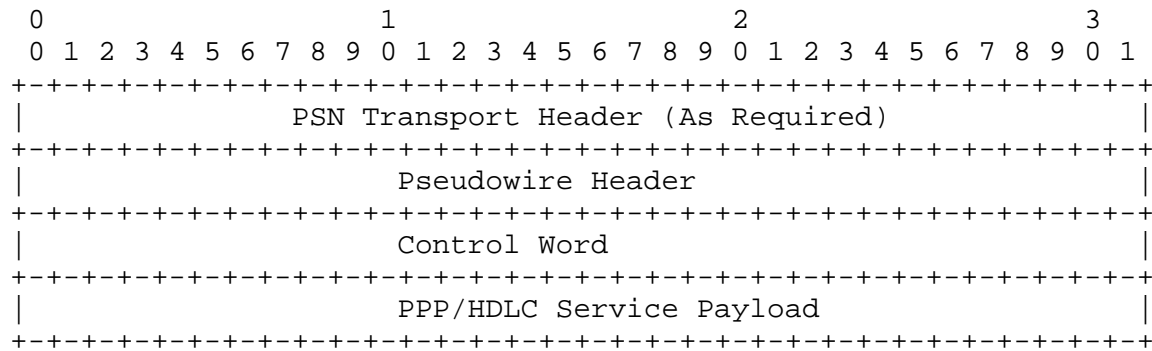 0                   1                   2                   3
 0 1 2 3 4 5 6 7 8 9 0 1 2 3 4 5 6 7 8 9 0 1 2 3 4 5 6 7 8 9 0 1
+-+-+-+-+-+-+-+-+-+-+-+-+-+-+-+-+-+-+-+-+-+-+-+-+-+-+-+-+-+-+-+-+
|               PSN Transport Header (As Required)              |
+-+-+-+-+-+-+-+-+-+-+-+-+-+-+-+-+-+-+-+-+-+-+-+-+-+-+-+-+-+-+-+-+
|                     Pseudowire Header                         |
+-+-+-+-+-+-+-+-+-+-+-+-+-+-+-+-+-+-+-+-+-+-+-+-+-+-+-+-+-+-+-+-+
|                     Control Word                              |
+-+-+-+-+-+-+-+-+-+-+-+-+-+-+-+-+-+-+-+-+-+-+-+-+-+-+-+-+-+-+-+-+
|                     PPP/HDLC Service Payload                  |
+-+-+-+-+-+-+-+-+-+-+-+-+-+-+-+-+-+-+-+-+-+-+-+-+-+-+-+-+-+-+-+-+